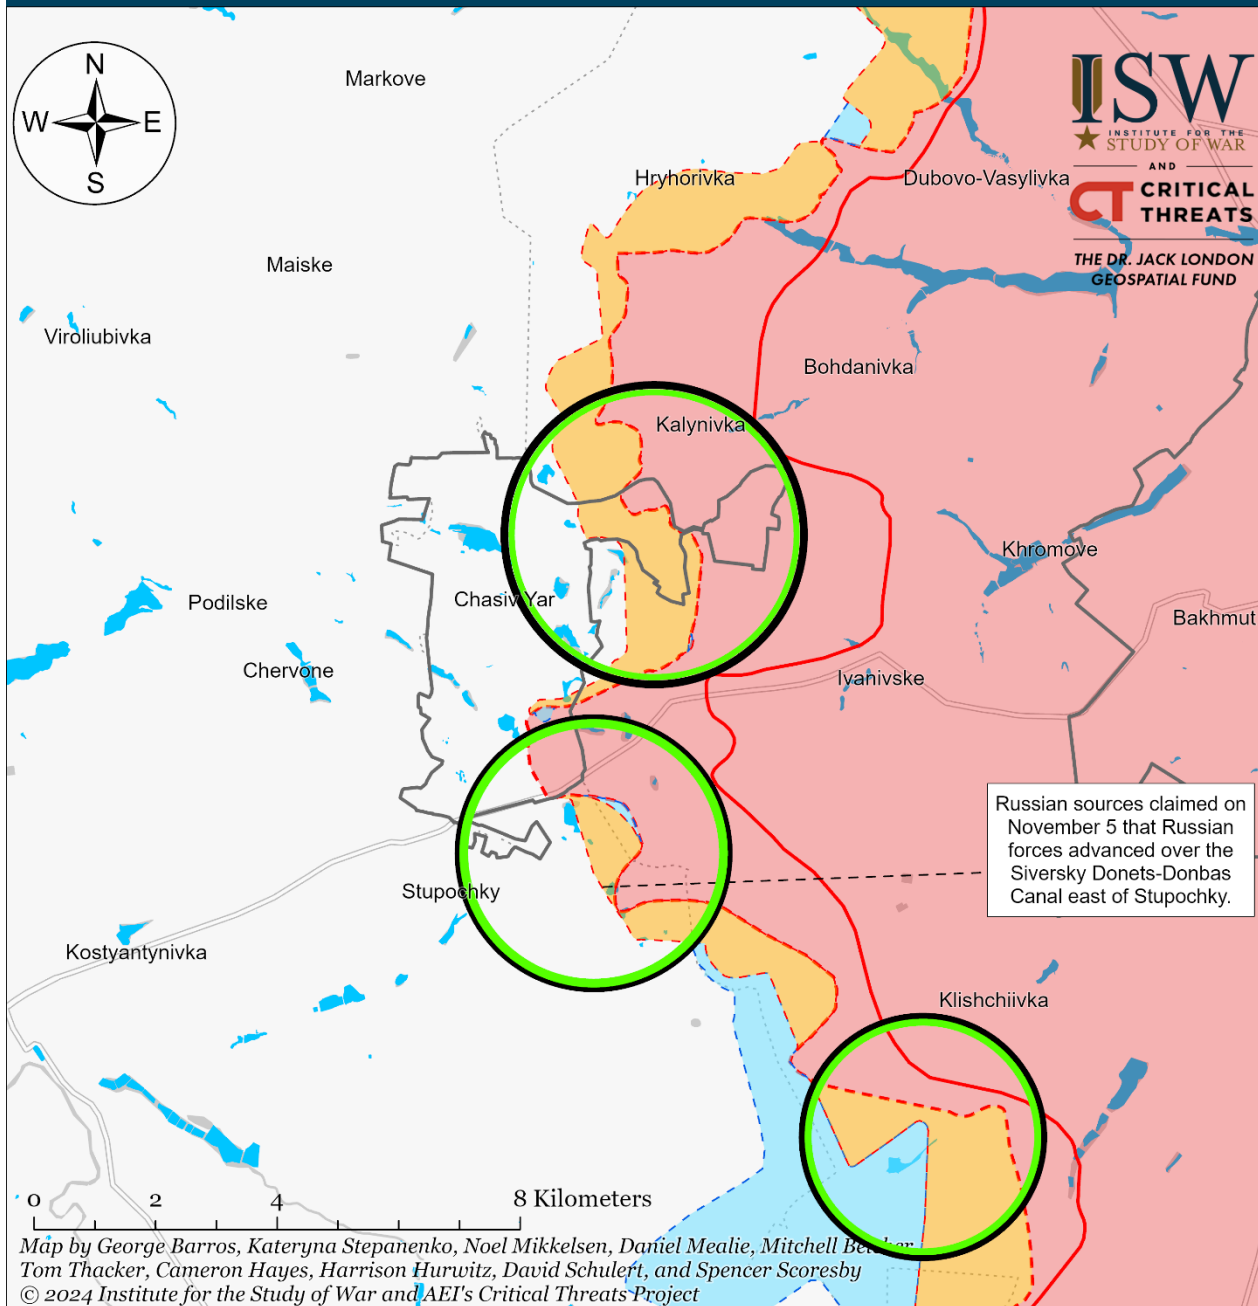 N
W E
S
Markove
ISW
INSTITUTE FOR THE
STUDY OF WAR
AND
CT CRITICAL
THREATS
THE DR. JACK LONDON
GEOSPATIAL FUND
Hryhorivka
Dubovo-Vasylivka
Maiske
Viroliubivka
Bohdanivka
Kalynivka
Khromove
Podilske
Chasiv Yar
Bakhmut
Chervone
Ivanivske
Russian sources claimed on
November 5 that Russian
forces advanced over the
Siversky Donets-Donbas
Canal east of Stupochky.
Stupochky
Kostyantynivka
Klishchiivka
0 2 4 8 Kilometers
Map by George Barros, Kateryna Stepanenko, Noel Mikkelsen, Daniel Mealie, Mitchell Belcher
Tom Thacker, Cameron Hayes, Harrison Hurwitz, David Schulert, and Spencer Scoresby
© 2024 Institute for the Study of War and AEI's Critical Threats Project